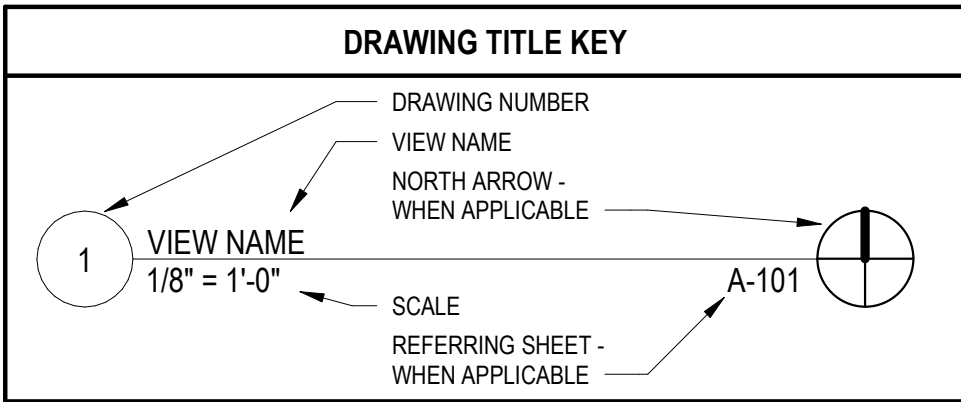 DRAWING TITLE KEY
DRAWING NUMBER
VIEW NAME
NORTH ARROW -
WHEN APPLICABLE
1
VIEW NAME
1/8" = 1'-0"
A-101
SCALE
REFERRING SHEET -
WHEN APPLICABLE